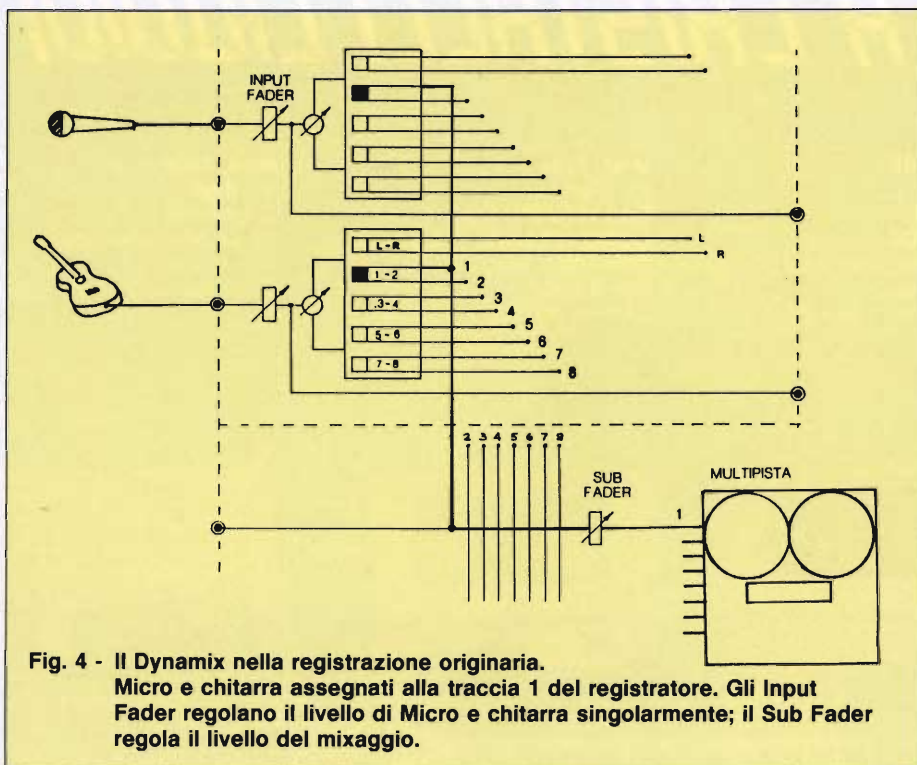 INPUT
FADER
L-R
1-2
3-4
5-6
7-8
L
R
1
2
3
4
5
6
7
8
2 3 4 5 6 7 8
SUB
FADER
MULTIPISTA
1
Fig. 4 - Il Dynamix nella registrazione originaria.
Micro e chitarra assegnati alla traccia 1 del registratore. Gli Input
Fader regolano il livello di Micro e chitarra singolarmente; il Sub Fader
regola il livello del mixaggio.